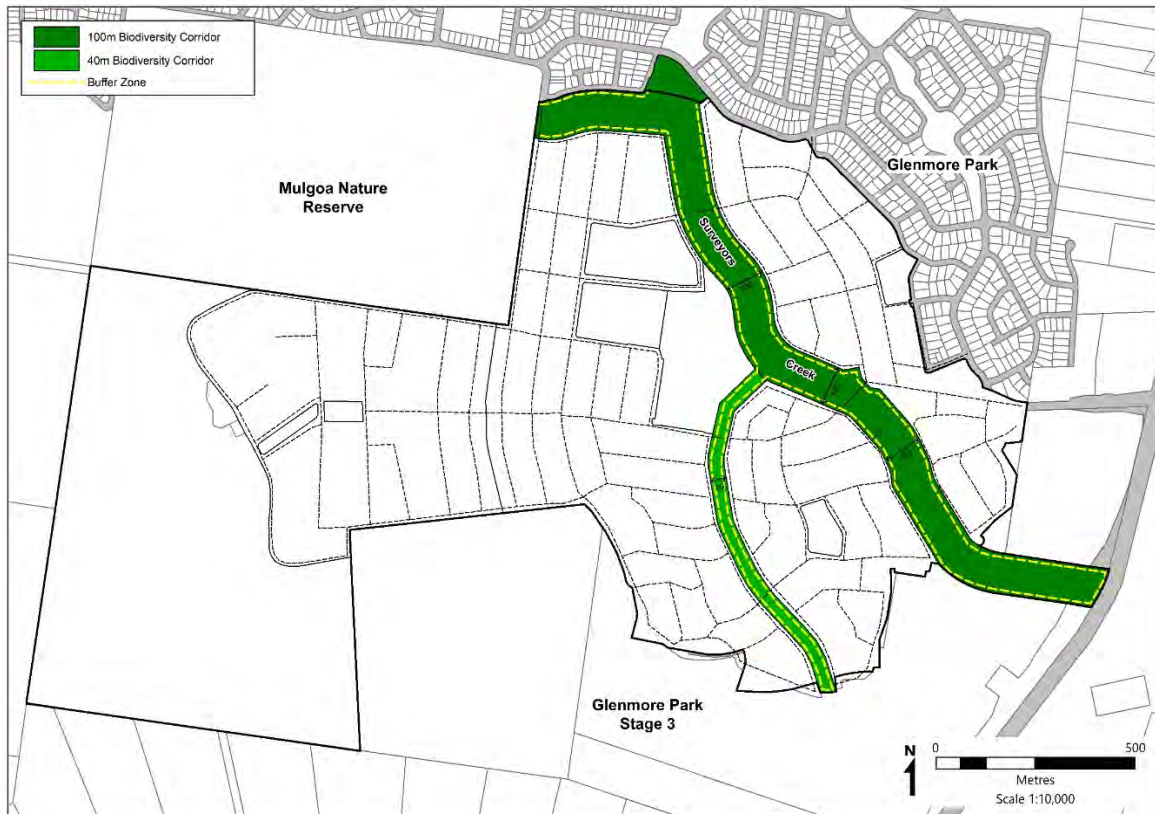 100m Biodiversity Corridor
40m Biodiversity Corridor
Buffer Zone
Mulgoa Nature
Reserve
Glenmore Park
Surveyors
Creek
Glenmore Park
Stage 3
N
0 500
Metres
Scale 1:10,000